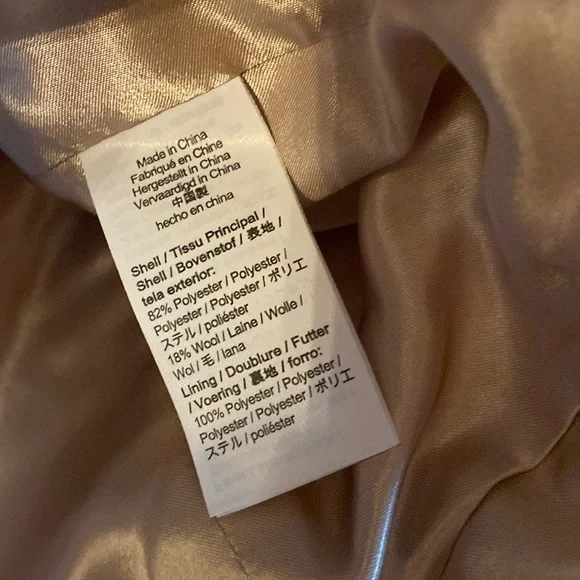 Made in China
Fabriqué en Chine
Hergestellt in China
Vervaardigd in China
中国製
hecho en china
Shell / Tissu Principal /
Shell / Bovenstof / 表地 /
tela exterior:
82% Polyester / Polyester /
Polyester / Polyester / ポリエ
ステル / poliéster
18% Wool / Laine / Wolle /
Wol / 毛 / lana
Lining / Doublure / Futter
/ Voering / 裏地 / forro:
100% Polyester / Polyester /
Polyester / Polyester / ポリエ
ステル / poliéster